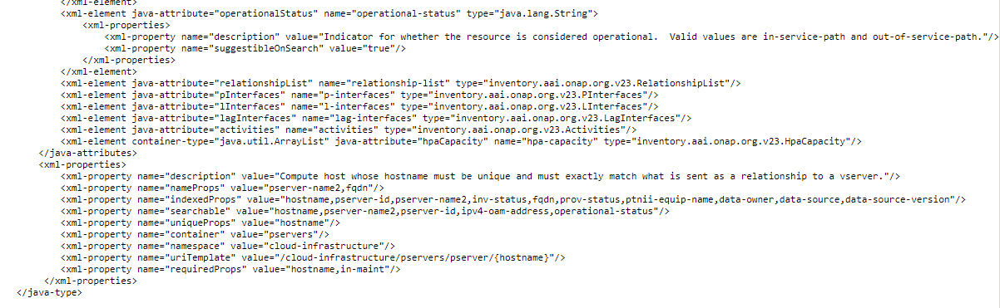 </xml-element>
<xml-element java-attribute="operationalStatus" name="operational-status" type="java.lang.String">
<xml-properties>
<xml-property name="description" value="Indicator for whether the resource is considered operational.  Valid values are in-service-path and out-of-service-path."/>
<xml-property name="suggestibleOnSearch" value="true"/>
</xml-properties>
</xml-element>
<xml-element java-attribute="relationshipList" name="relationship-list" type="inventory.aai.onap.org.v23.RelationshipList"/>
<xml-element java-attribute="pInterfaces" name="p-interfaces" type="inventory.aai.onap.org.v23.PInterfaces"/>
<xml-element java-attribute="lInterfaces" name="l-interfaces" type="inventory.aai.onap.org.v23.LInterfaces"/>
<xml-element java-attribute="lagInterfaces" name="lag-interfaces" type="inventory.aai.onap.org.v23.LagInterfaces"/>
<xml-element java-attribute="activities" name="activities" type="inventory.aai.onap.org.v23.Activities"/>
<xml-element container-type="java.util.ArrayList" java-attribute="hpaCapacity" name="hpa-capacity" type="inventory.aai.onap.org.v23.HpaCapacity"/>
</java-attributes>
<xml-properties>
<xml-property name="description" value="Compute host whose hostname must be unique and must exactly match what is sent as a relationship to a vserver."/>
<xml-property name="nameProps" value="pserver-name2,fqdn"/>
<xml-property name="indexedProps" value="hostname,pserver-id,pserver-name2,inv-status,fqdn,prov-status,ptnii-equip-name,data-owner,data-source,data-source-version"/>
<xml-property name="searchable" value="hostname,pserver-name2,pserver-id,ipv4-oam-address,operational-status"/>
<xml-property name="uniqueProps" value="hostname"/>
<xml-property name="container" value="pservers"/>
<xml-property name="namespace" value="cloud-infrastructure"/>
<xml-property name="uriTemplate" value="/cloud-infrastructure/pservers/pserver/{hostname}"/>
<xml-property name="requiredProps" value="hostname,in-maint"/>
</xml-properties>
</java-type>